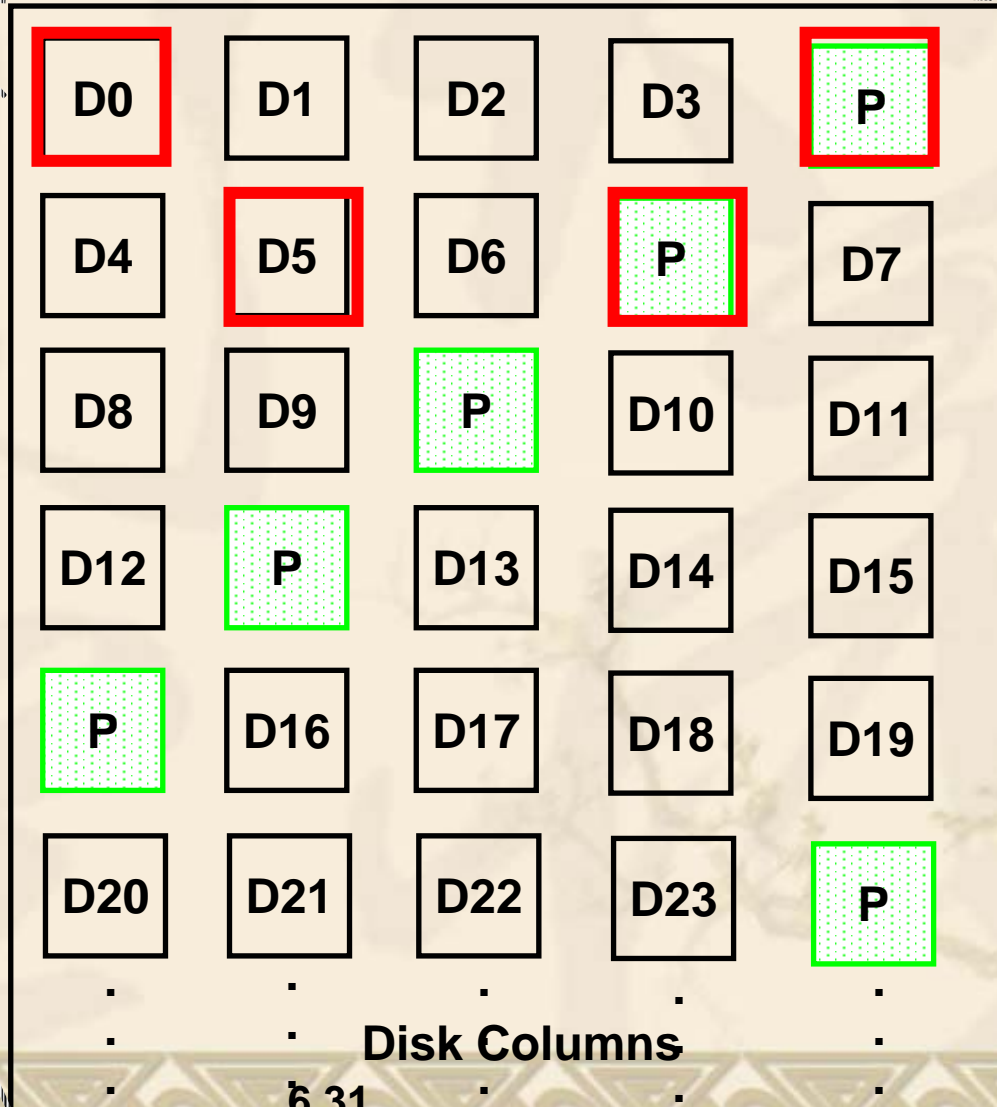 D0 D1 D2 D3 P
D4 D5 D6 P D7
D8 D9 P D10 D11
D12 P D13 D14 D15
P D16 D17 D18 D19
D20 D21 D22 D23 P
Disk Columns
6.31